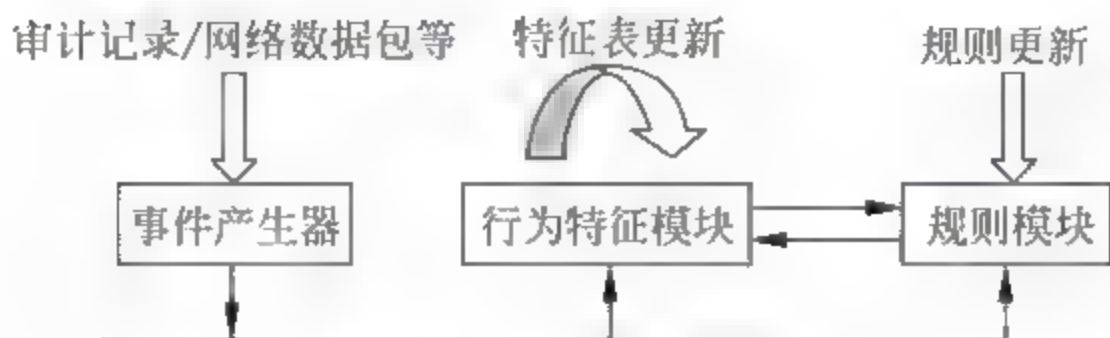 审计记录/网络数据包等
特征表更新
规则更新
事件产生器
行为特征模块
规则模块